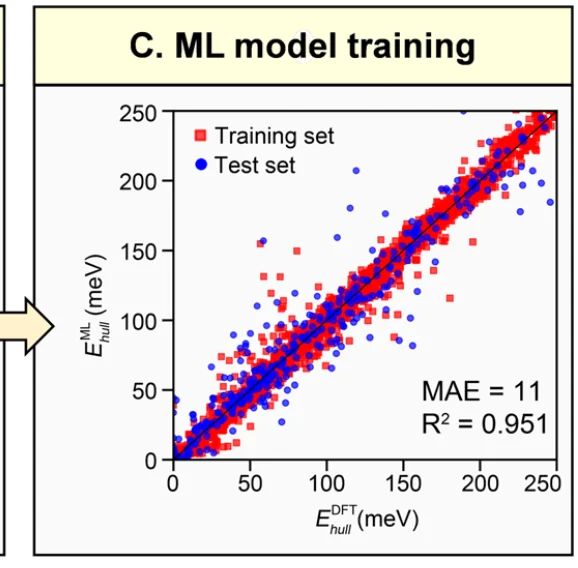 C. ML model training
250
200
150
100
50
0
Training set
Test set
MAE = 11
R² = 0.951
0 50 100 150 200 250
E_hull^ML (meV)
E_hull^DFT (meV)